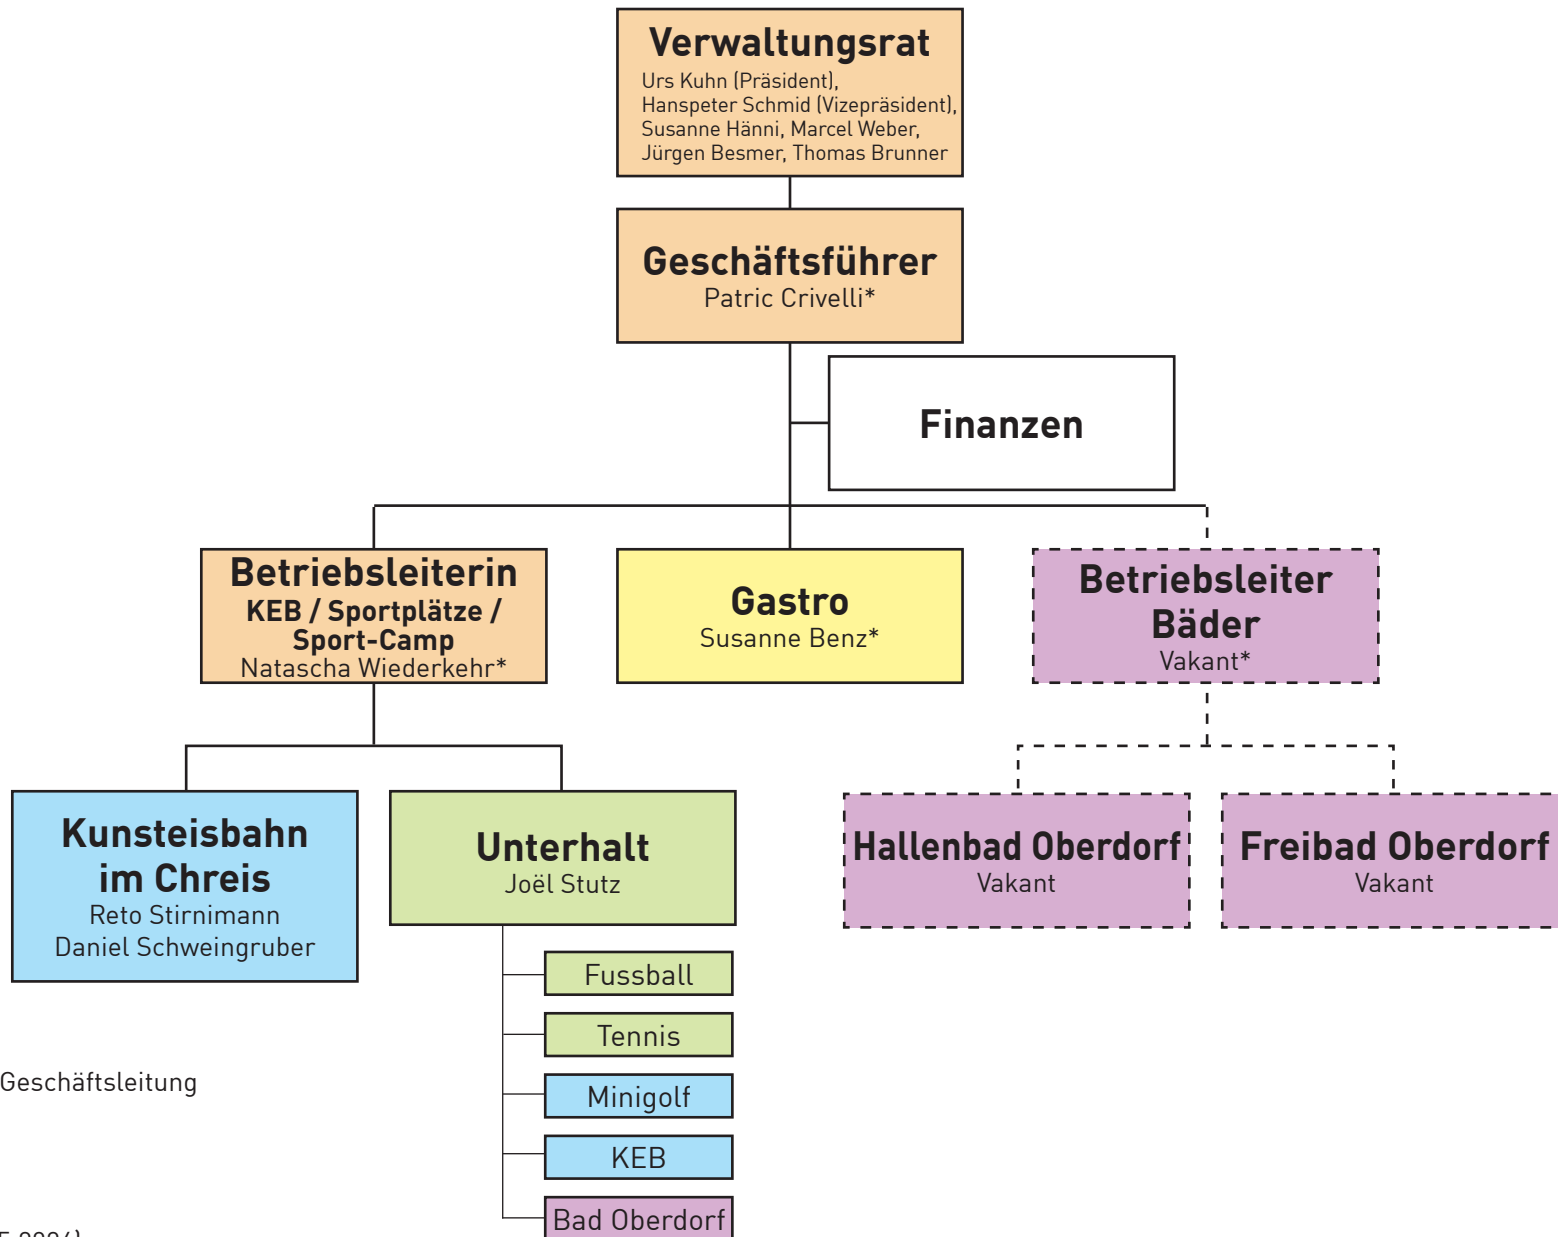 Verwaltungsrat
Urs Kuhn (Präsident),
Hanspeter Schmid (Vizepräsident),
Susanne Hänni, Marcel Weber,
Jürgen Besmer, Thomas Brunner
Geschäftsführer
Patric Crivelli*
Finanzen
Betriebsleiterin
KEB / Sportplätze /
Sport-Camp
Natascha Wiederkehr*
Gastro
Susanne Benz*
Betriebsleiter
Bäder
Vakant*
Kunsteisbahn
im Chreis
Reto Stirnimann
Daniel Schweingruber
Unterhalt
Joël Stutz
Hallenbad Oberdorf
Vakant
Freibad Oberdorf
Vakant
Fussball
Tennis
Minigolf
KEB
Bad Oberdorf
Geschäftsleitung